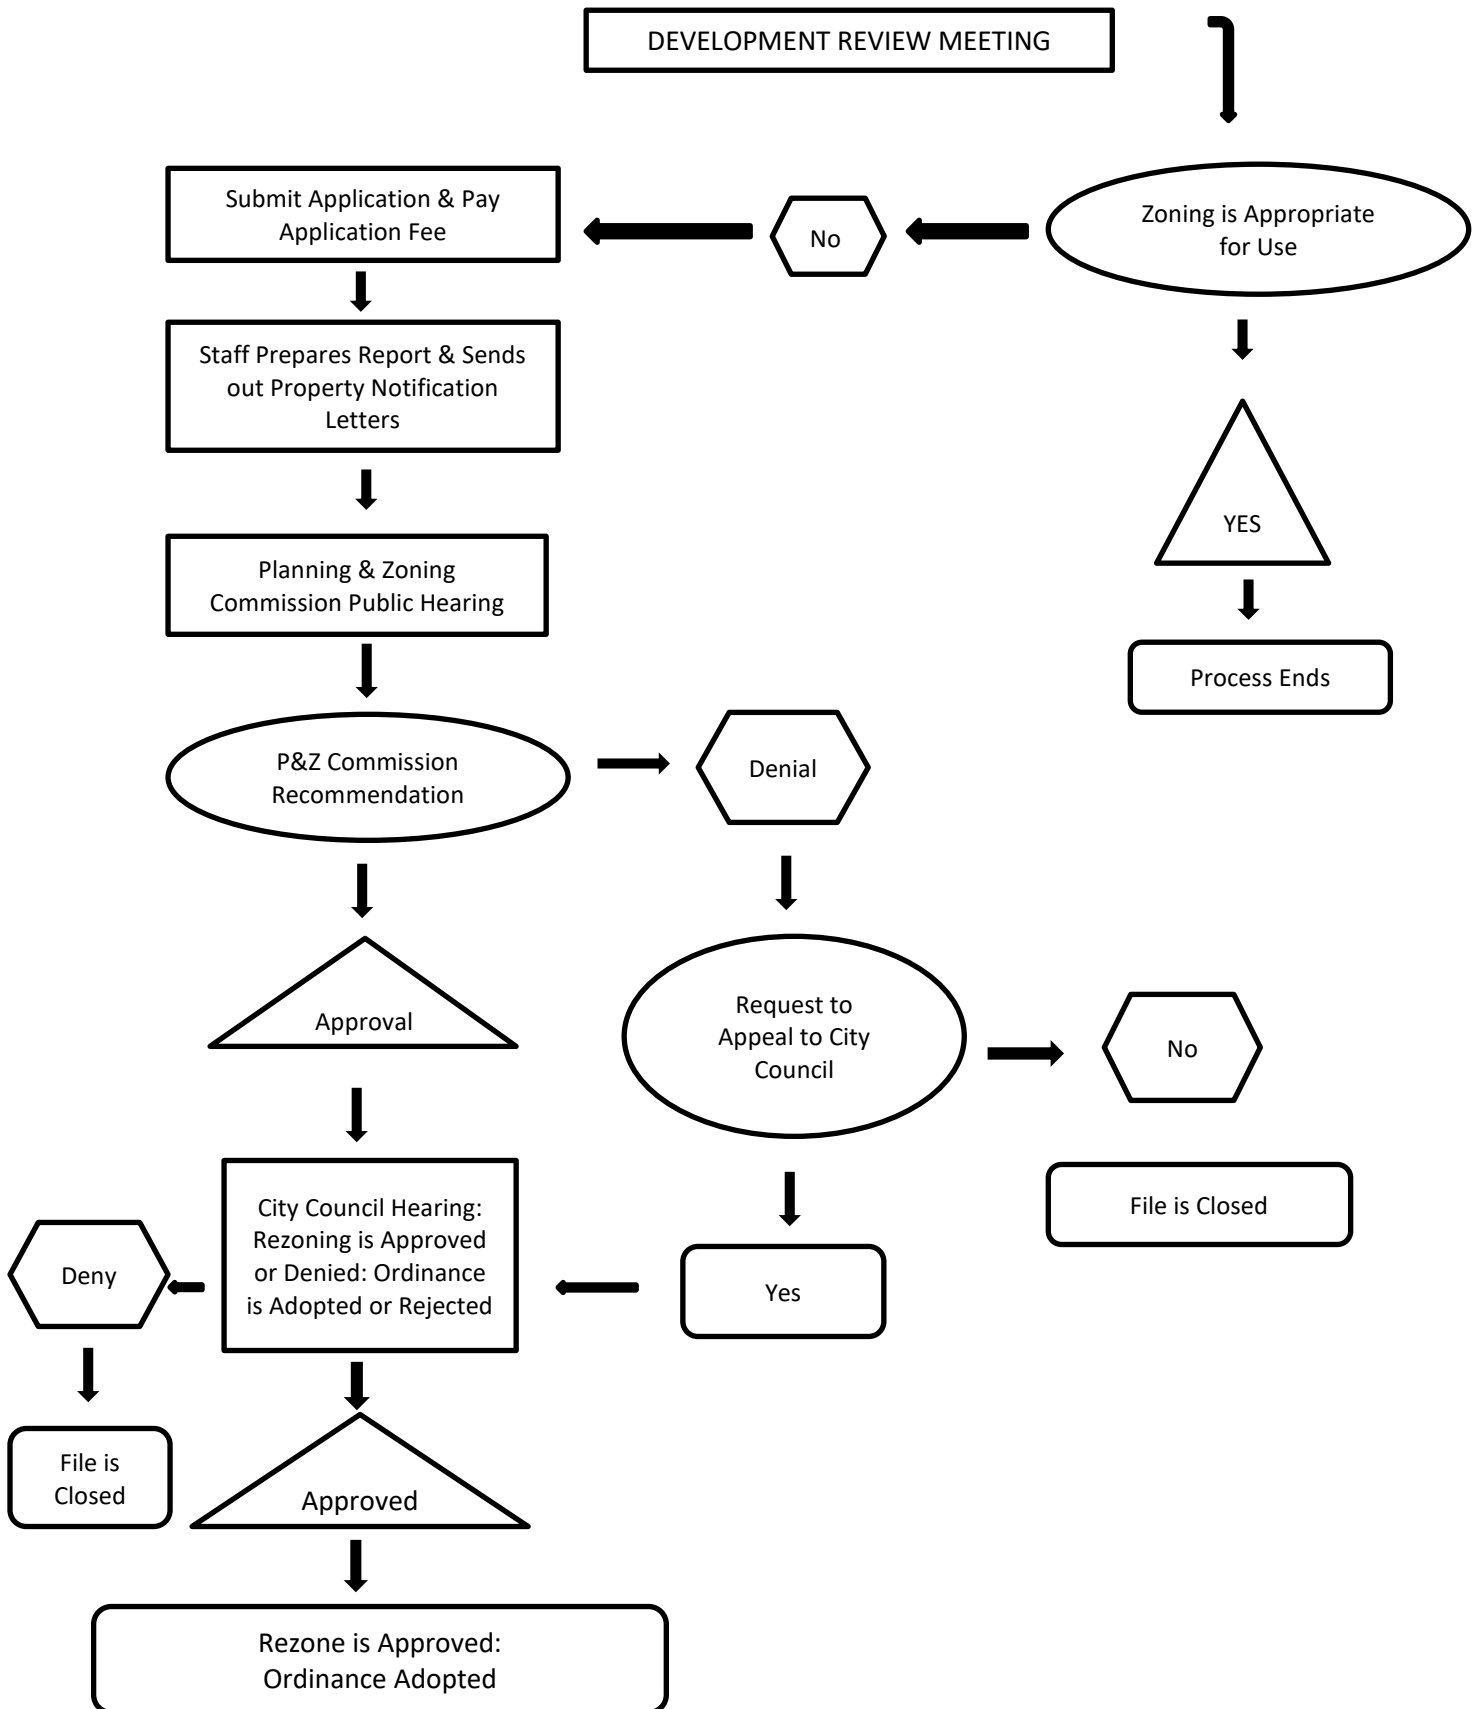 DEVELOPMENT REVIEW MEETING
Zoning is Appropriate
for Use
No
Submit Application & Pay
Application Fee
Staff Prepares Report & Sends
out Property Notification
Letters
YES
Process Ends
Planning & Zoning
Commission Public Hearing
P&Z Commission
Recommendation
Denial
Approval
Request to
Appeal to City
Council
No
File is Closed
Yes
City Council Hearing:
Rezoning is Approved
or Denied: Ordinance
is Adopted or Rejected
Deny
File is
Closed
Approved
Rezone is Approved:
Ordinance Adopted